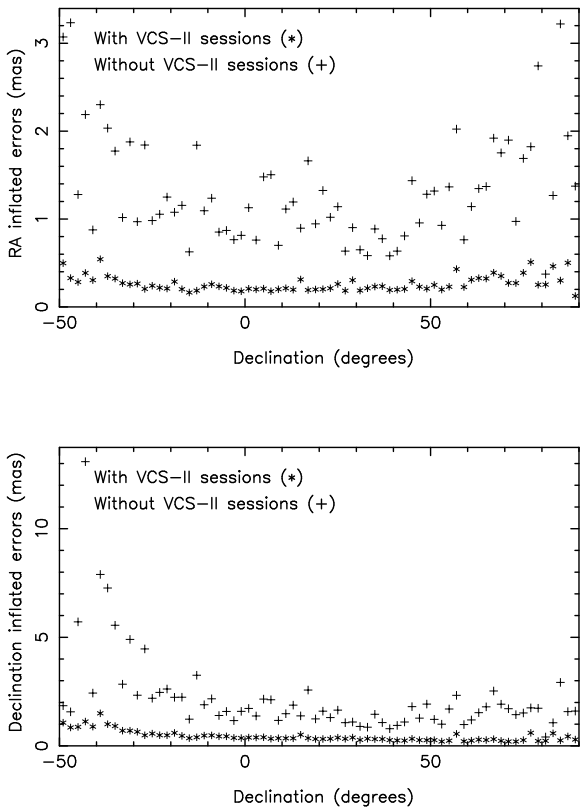 3
2
1
0
RA inflated errors (mas)
With VCS−II sessions (*)
Without VCS−II sessions (+)
−50 0 50
Declination (degrees)
10
5
0
Declination inflated errors (mas)
With VCS−II sessions (*)
Without VCS−II sessions (+)
−50 0 50
Declination (degrees)